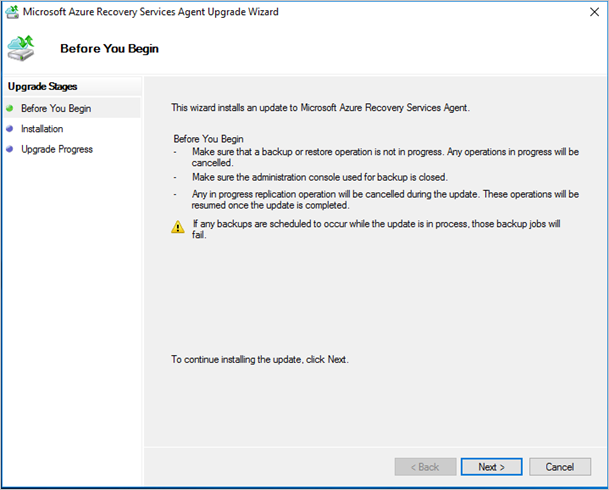 Microsoft Azure Recovery Services Agent Upgrade Wizard
Before You Begin
Upgrade Stages
Before You Begin
Installation
Upgrade Progress
This wizard installs an update to Microsoft Azure Recovery Services Agent.
Before You Begin
- Make sure that a backup or restore operation is not in progress. Any operations in progress will be
cancelled.
- Make sure the administration console used for backup is closed.
- Any in progress replication operation will be cancelled during the update. These operations will be
resumed once the update is completed.
If any backups are scheduled to occur while the update is in process, those backup jobs will
fail.
To continue installing the update, click Next.
< Back
Next >
Cancel